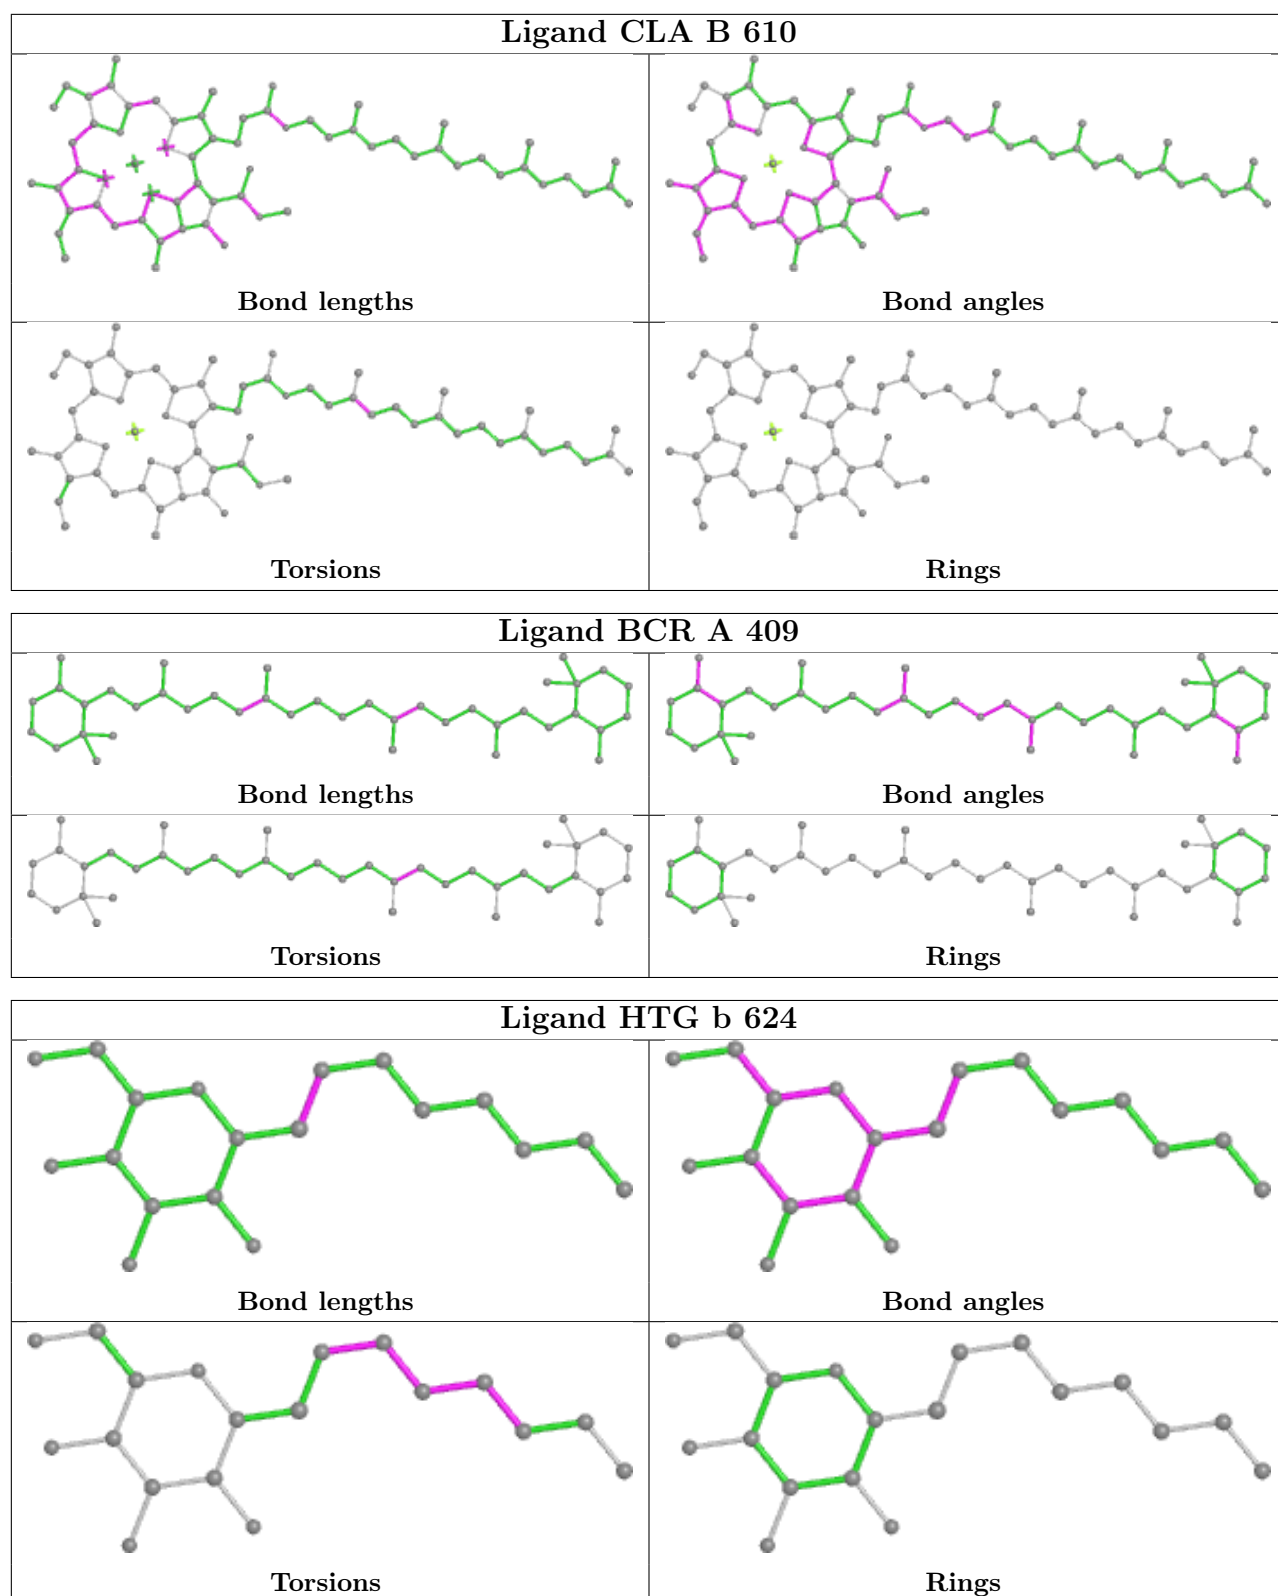 Ligand CLA B 610
Bond lengths
Bond angles
Torsions
Rings
Ligand BCR A 409
Bond lengths
Bond angles
Torsions
Rings
Ligand HTG b 624
Bond lengths
Bond angles
Torsions
Rings